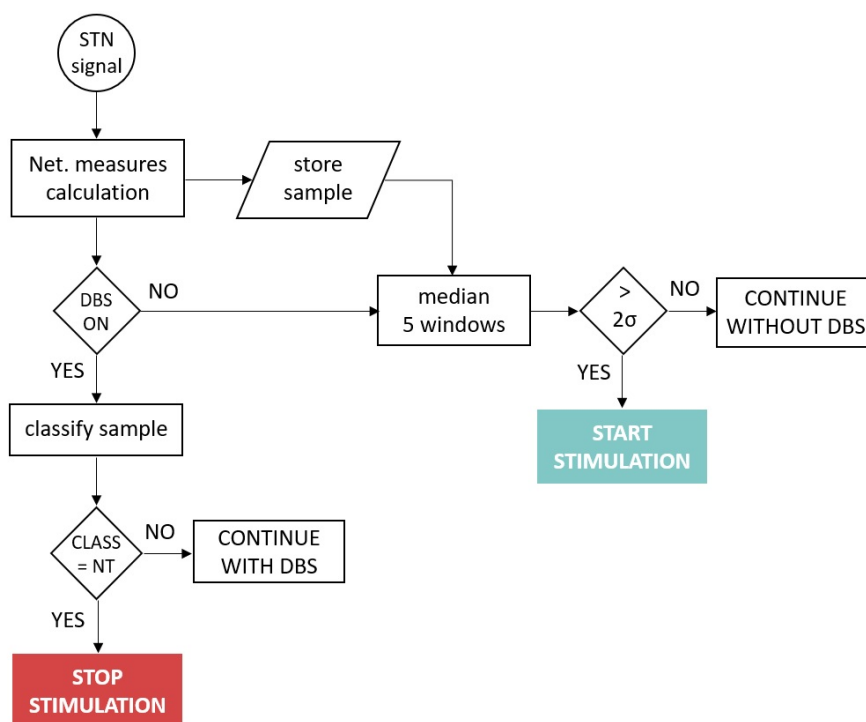 STN
signal
Net. measures
calculation
store
sample
DBS
ON
NO
median
5 windows
>
2σ
NO
CONTINUE
WITHOUT DBS
YES
YES
classify sample
START
STIMULATION
CLASS
= NT
NO
CONTINUE
WITH DBS
YES
STOP
STIMULATION